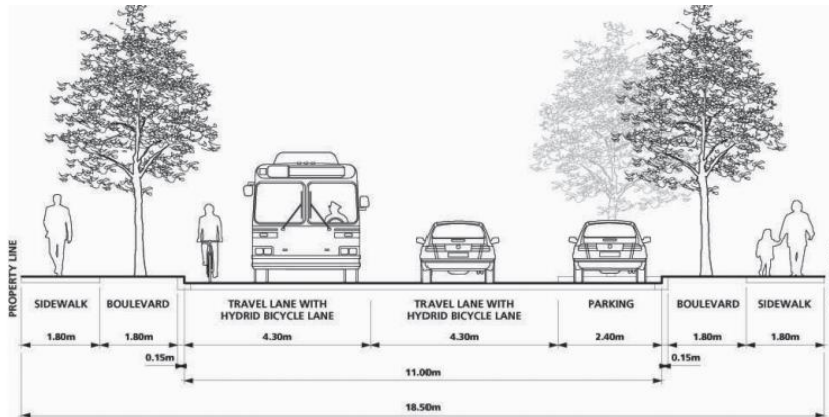 PROPERTY LINE
SIDEWALK
BOULEVARD
TRAVEL LANE WITH
HYDRID BICYCLE LANE
TRAVEL LANE WITH
HYDRID BICYCLE LANE
PARKING
BOULEVARD
SIDEWALK
1.80m
1.80m
4.30m
4.30m
2.40m
1.80m
1.80m
0.15m
0.15m
11.00m
18.50m